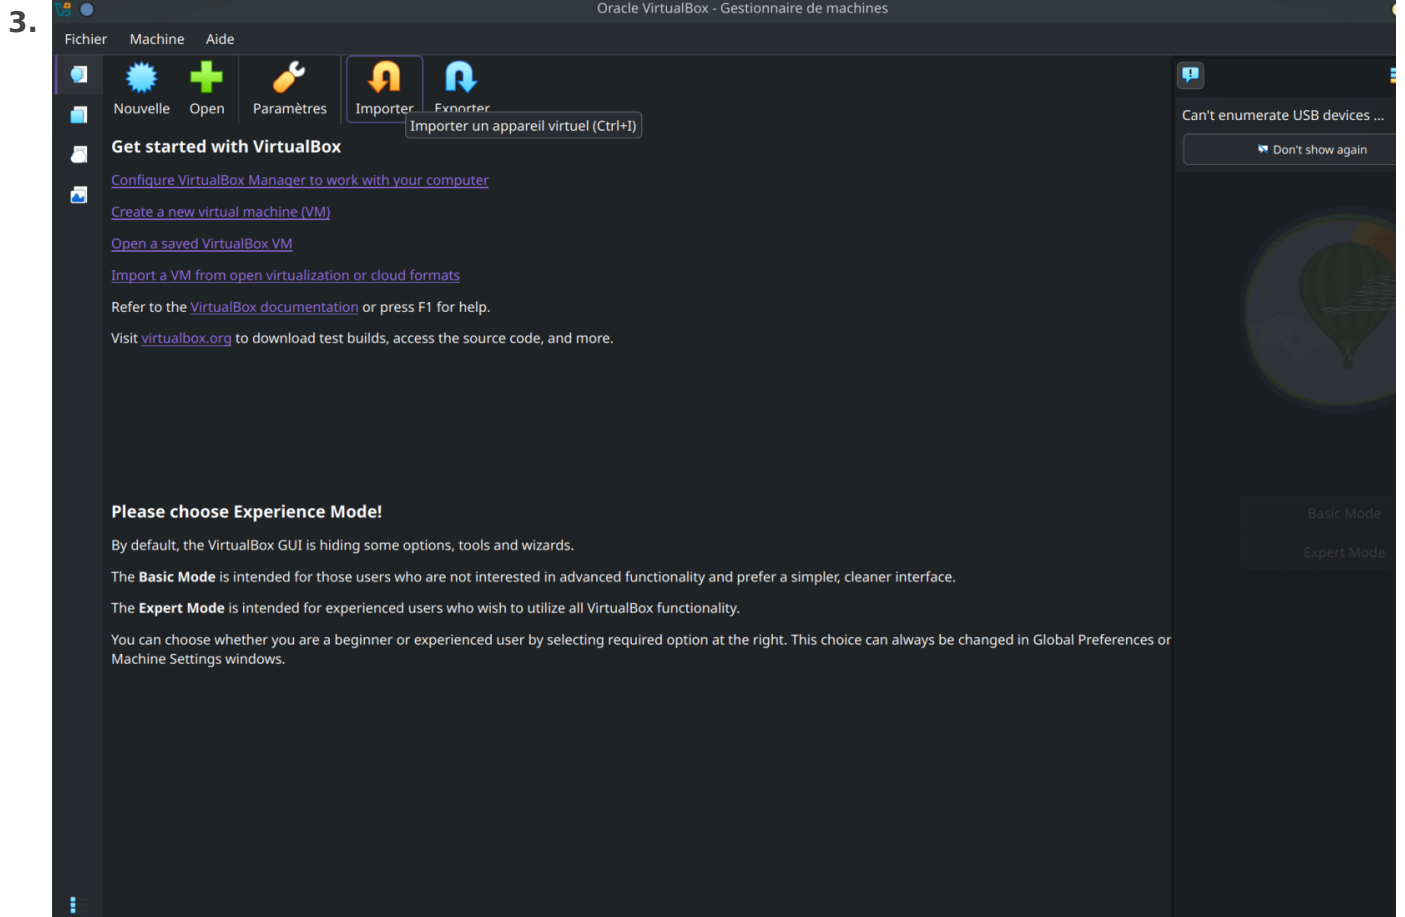 3.
Oracle VirtualBox - Gestionnaire de machines
Fichier Machine Aide
Nouvelle Open Paramètres Importer Exporter
Importer un appareil virtuel (Ctrl+I)
Can't enumerate USB devices ...
Don't show again
Get started with VirtualBox
Configure VirtualBox Manager to work with your computer
Create a new virtual machine (VM)
Open a saved VirtualBox VM
Import a VM from open virtualization or cloud formats
Refer to the VirtualBox documentation or press F1 for help.
Visit virtualbox.org to download test builds, access the source code, and more.
Please choose Experience Mode!
By default, the VirtualBox GUI is hiding some options, tools and wizards.
The Basic Mode is intended for those users who are not interested in advanced functionality and prefer a simpler, cleaner interface.
The Expert Mode is intended for experienced users who wish to utilize all VirtualBox functionality.
You can choose whether you are a beginner or experienced user by selecting required option at the right. This choice can always be changed in Global Preferences or
Machine Settings windows.
Basic Mode
Expert Mode